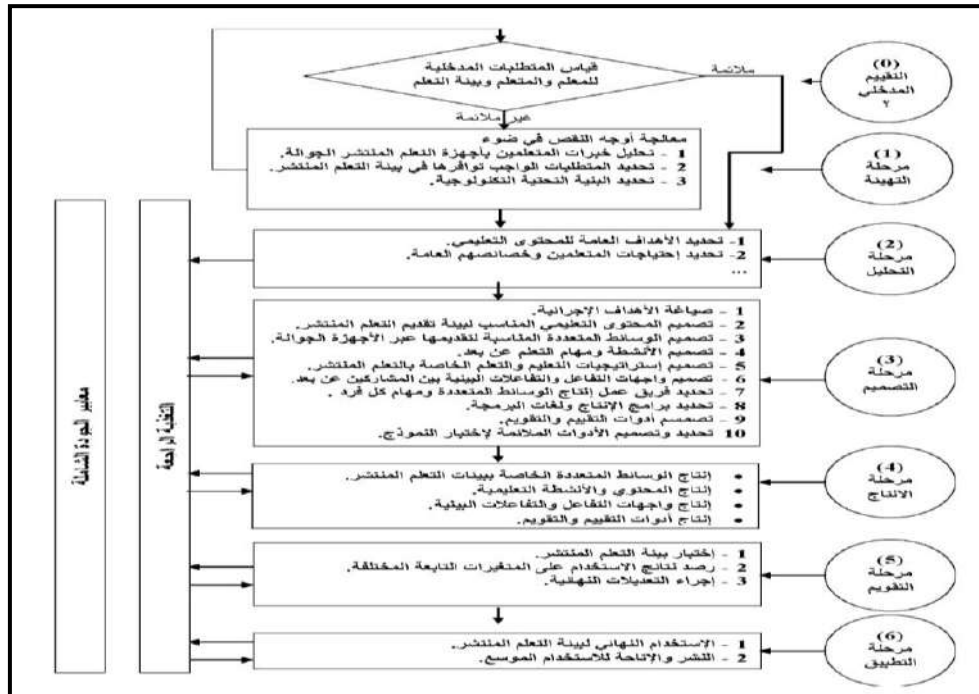 (0)
التقييم
المدخلي
؟
قياس المتطلبات المدخلية
للمعلم والمتعلم وبيئة التعلم
ملائمة
غير ملائمة
(1)
مرحلة
التهيئة
معالجة أوجه النقص في ضوء
1 - تحليل خبرات المتعلمين بأجهزة التعلم المنتشر الجوالة.
2 - تحديد المتطلبات الواجب توافرها في بيئة التعلم المنتشر.
3 - تحديد البنية التحتية التكنولوجية.
(2)
مرحلة
التحليل
1- تحديد الأهداف العامة للمحتوى التعليمي.
2- تحديد إحتياجات المتعلمين وخصائصهم العامة.
...
(3)
مرحلة
التصميم
1 - صياغة الأهداف الإجرائية.
2 - تصميم المحتوى التعليمي المناسب لبيئة تقديم التعلم المنتشر.
3 - تصميم الوسائط المتعددة المناسبة لتقديمها عبر الأجهزة الجوالة.
4 - تصميم الأنشطة ومهام التعلم عن بعد.
5 - تصميم إستراتيجيات التعليم والتعلم الخاصة بالتعلم المنتشر.
6 - تصميم واجهات التفاعل والتفاعلات البينية بين المشاركين عن بعد.
7 - تحديد فريق عمل إنتاج الوسائط المتعددة ومهام كل فرد .
8 - تحديد برامج الإنتاج ولغات البرمجة.
9 - تصمسم أدوات التقييم والتقويم.
10 تحديد وتصميم الأدوات الملائمة لإختبار النموذج.
(4)
مرحلة
الانتاج
• إنتاج الوسائط المتعددة الخاصة ببيئات التعلم المنتشر.
• إنتاج المحتوي والأنشطة التعليمية.
• إنتاج واجهات التفاعل والتفاعلات البينية.
• إنتاج أدوات التقييم والتقويم.
(5)
مرحلة
التقويم
1 - إختبار بيئة التعلم المنتشر.
2 - رصد نتائج الاستخدام على المتغيرات التابعة المختلفة.
3 - إجراء التعديلات النهائية.
(6)
مرحلة
التطبيق
1 - الاستخدام النهائي لبيئة التعلم المنتشر.
2 - النشر والإتاحة للاستخدام الموسع.
التغذية الراجعة
معايير الجودة الشاملة